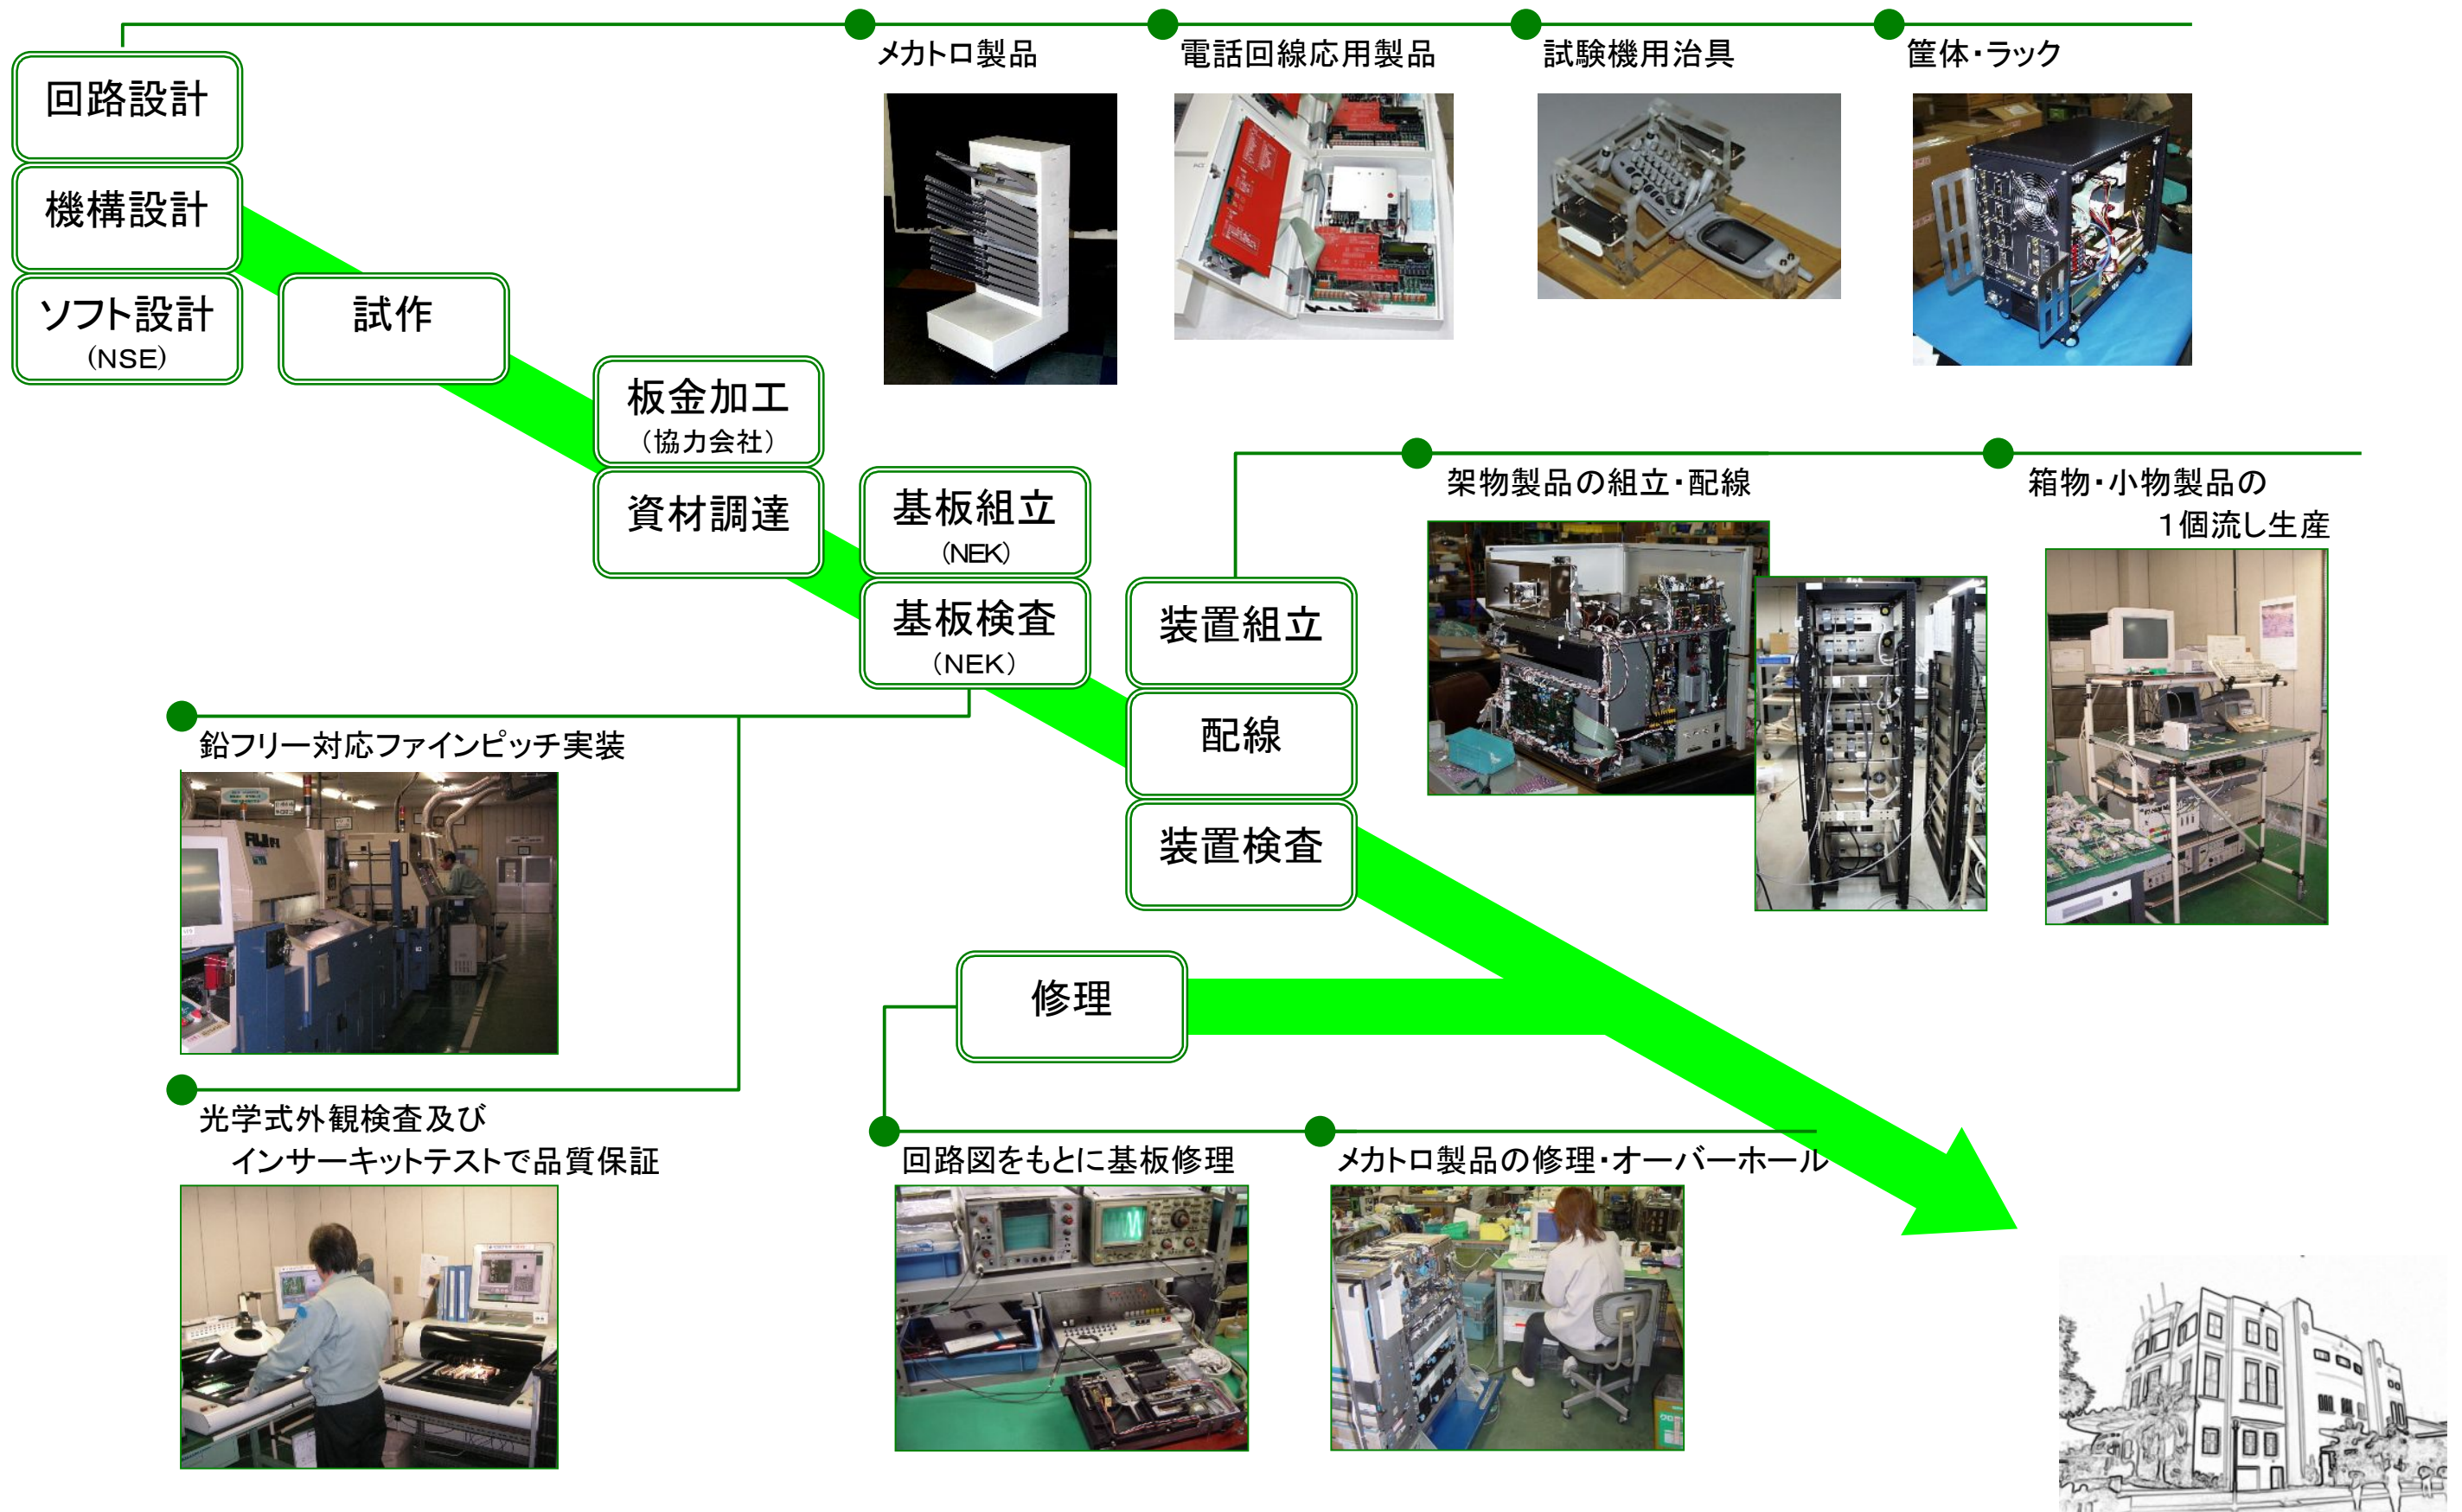 メカトロ製品
電話回線応用製品
試験機用治具
筐体・ラック
回路設計
機構設計
ソフト設計
(NSE)
試作
板金加工
(協力会社)
資材調達
基板組立
(NEK)
基板検査
(NEK)
架物製品の組立・配線
箱物・小物製品の
1個流し生産
装置組立
配線
装置検査
鉛フリー対応ファインピッチ実装
光学式外観検査及び
インサーキットテストで品質保証
修理
回路図をもとに基板修理
メカトロ製品の修理・オーバーホール